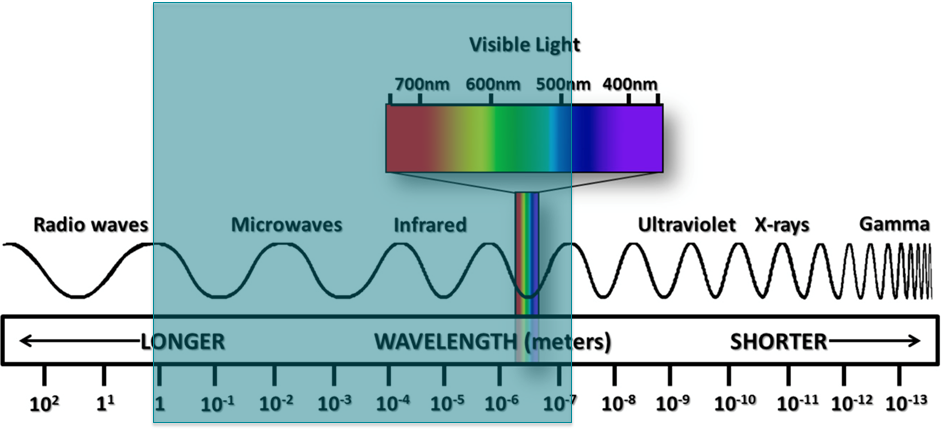 Visible Light
700nm 600nm 500nm 400nm
Radio waves Microwaves Infrared Ultraviolet X-rays Gamma
LONGER WAVELENGTH (meters) SHORTER
10² 1¹ 1 10⁻¹ 10⁻² 10⁻³ 10⁻⁴ 10⁻⁵ 10⁻⁶ 10⁻⁷ 10⁻⁸ 10⁻⁹ 10⁻¹⁰ 10⁻¹¹ 10⁻¹² 10⁻¹³